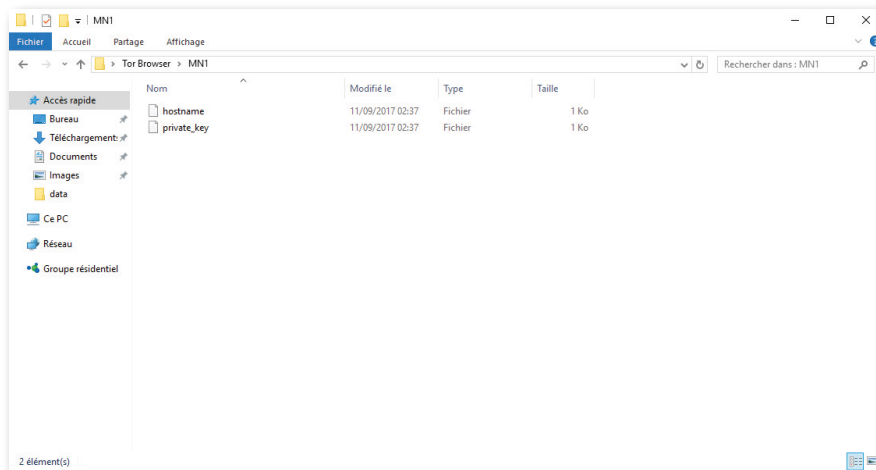 MN1
Fichier Accueil Partage Affichage
Tor Browser > MN1
Rechercher dans : MN1
Nom Modifié le Type Taille
hostname 11/09/2017 02:37 Fichier 1 Ko
private_key 11/09/2017 02:37 Fichier 1 Ko
Accès rapide
Bureau
Téléchargements
Documents
Images
data
Ce PC
Réseau
Groupe résidentiel
2 élément(s)